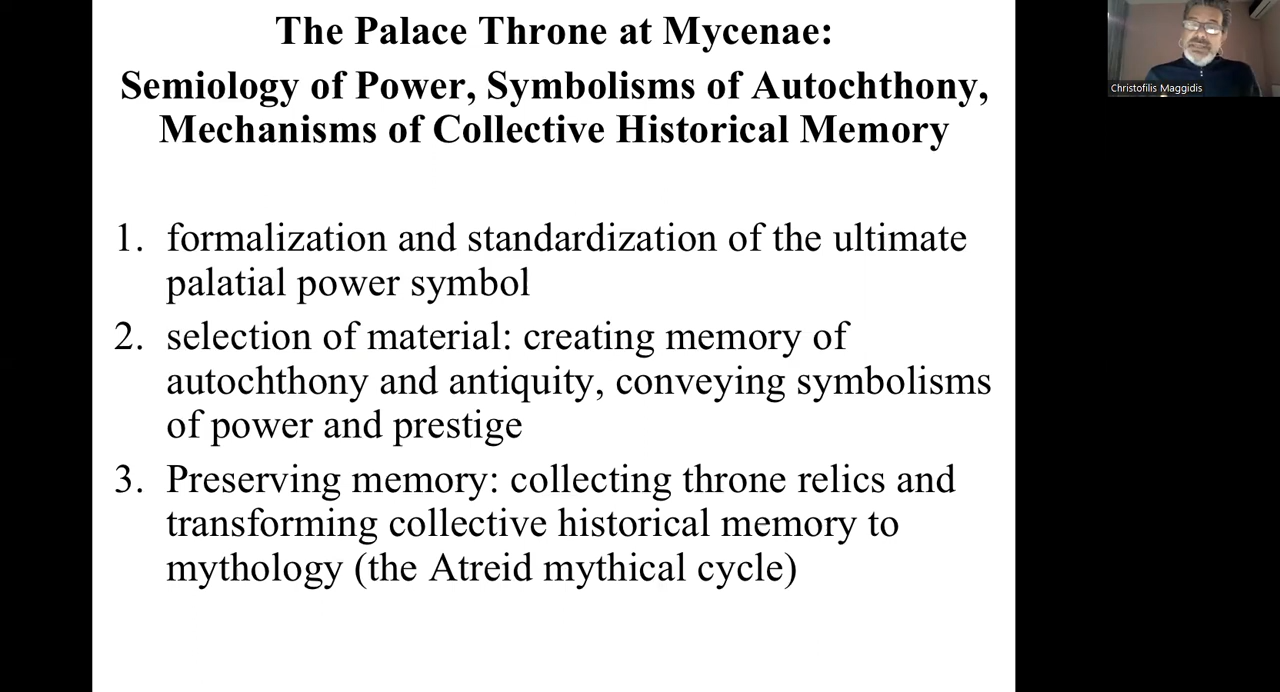 The Palace Throne at Mycenae:
Semiology of Power, Symbolisms of Autochthony,
Mechanisms of Collective Historical Memory
Christofilis Maggidis
1. formalization and standardization of the ultimate
palatial power symbol
2. selection of material: creating memory of
autochthony and antiquity, conveying symbolisms
of power and prestige
3. Preserving memory: collecting throne relics and
transforming collective historical memory to
mythology (the Atreid mythical cycle)